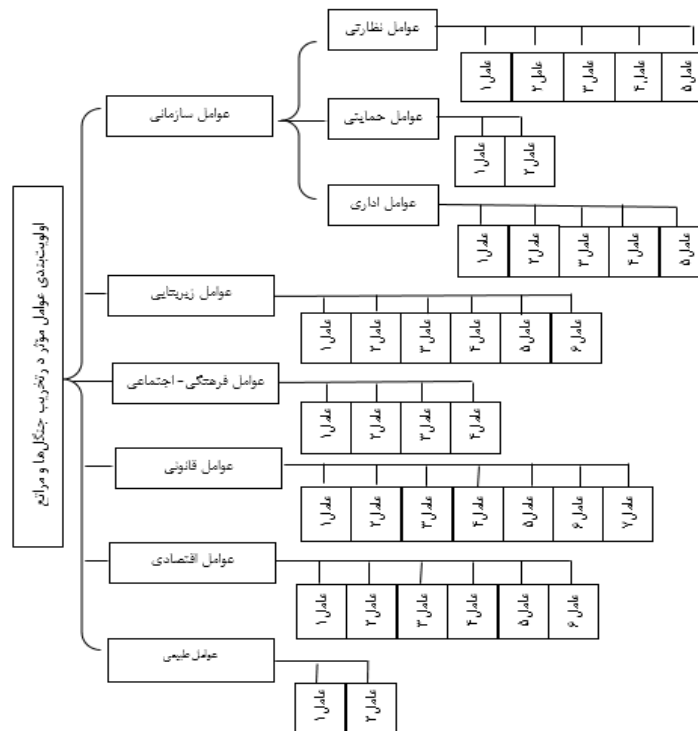 اولویت‌بندی عوامل مؤثر در تخریب جنگل‌ها و مراتع
عوامل سازمانی
عوامل نظارتی
عامل ۱
عامل ۲
عامل ۳
عامل ۴
عامل ۵
عوامل حمایتی
عامل ۱
عامل ۲
عوامل اداری
عامل ۱
عامل ۲
عامل ۳
عامل ۴
عامل ۵
عوامل زیربنایی
عامل ۱
عامل ۲
عامل ۳
عامل ۴
عامل ۵
عامل ۶
عوامل فرهنگی- اجتماعی
عامل ۱
عامل ۲
عامل ۳
عامل ۴
عوامل قانونی
عامل ۱
عامل ۲
عامل ۳
عامل ۴
عامل ۵
عامل ۶
عامل ۷
عوامل اقتصادی
عامل ۱
عامل ۲
عامل ۳
عامل ۴
عامل ۵
عامل ۶
عوامل طبیعی
عامل ۱
عامل ۲